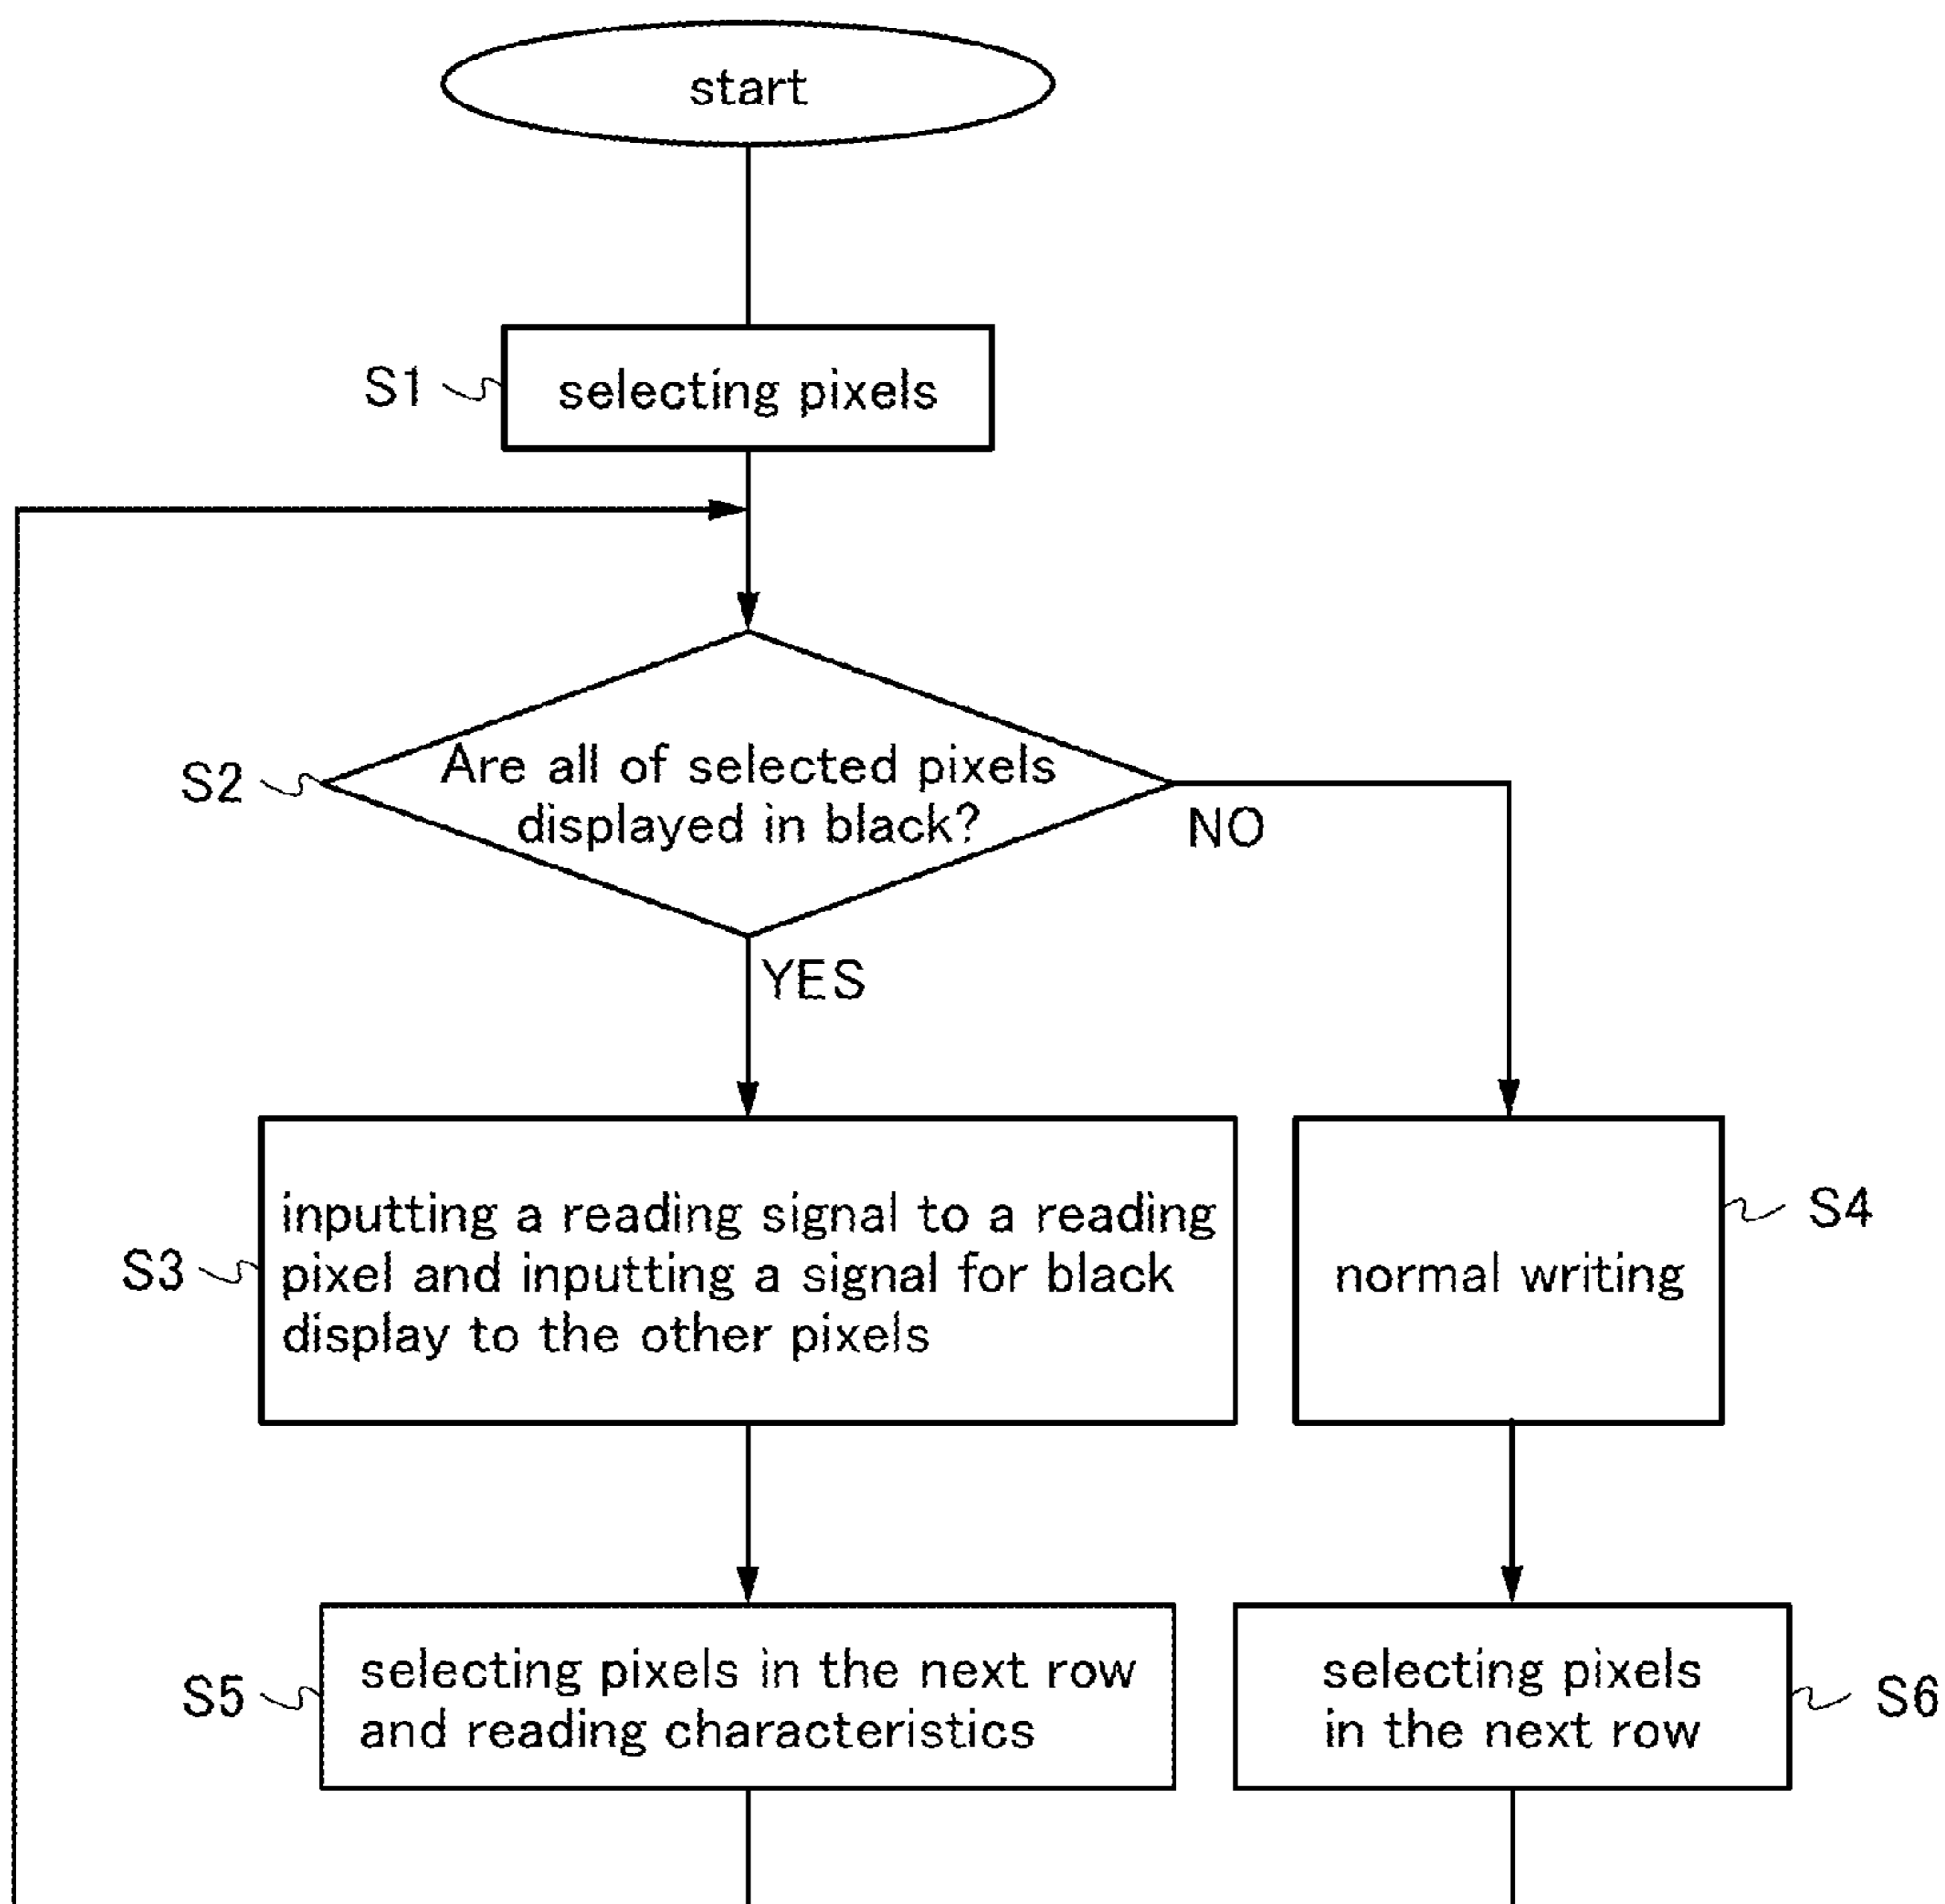 start
S1
selecting pixels
S2
Are all of selected pixels
displayed in black?
NO
YES
S3
inputting a reading signal to a reading
pixel and inputting a signal for black
display to the other pixels
S4
normal writing
S5
selecting pixels in the next row
and reading characteristics
S6
selecting pixels
in the next row